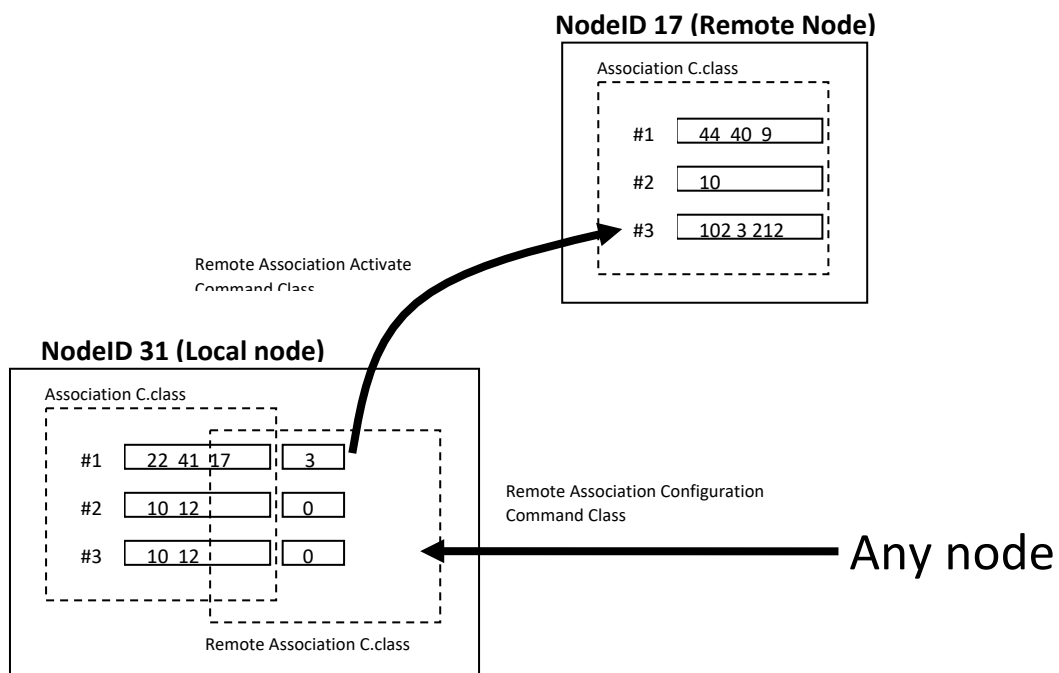 NodeID 17 (Remote Node)
Association C.class
#1 44 40 9
#2 10
#3 102 3 212
Remote Association Activate
Command Class
NodeID 31 (Local node)
Association C.class
#1 22 41 17 3
#2 10 12 0
#3 10 12 0
Remote Association C.class
Remote Association Configuration
Command Class
Any node